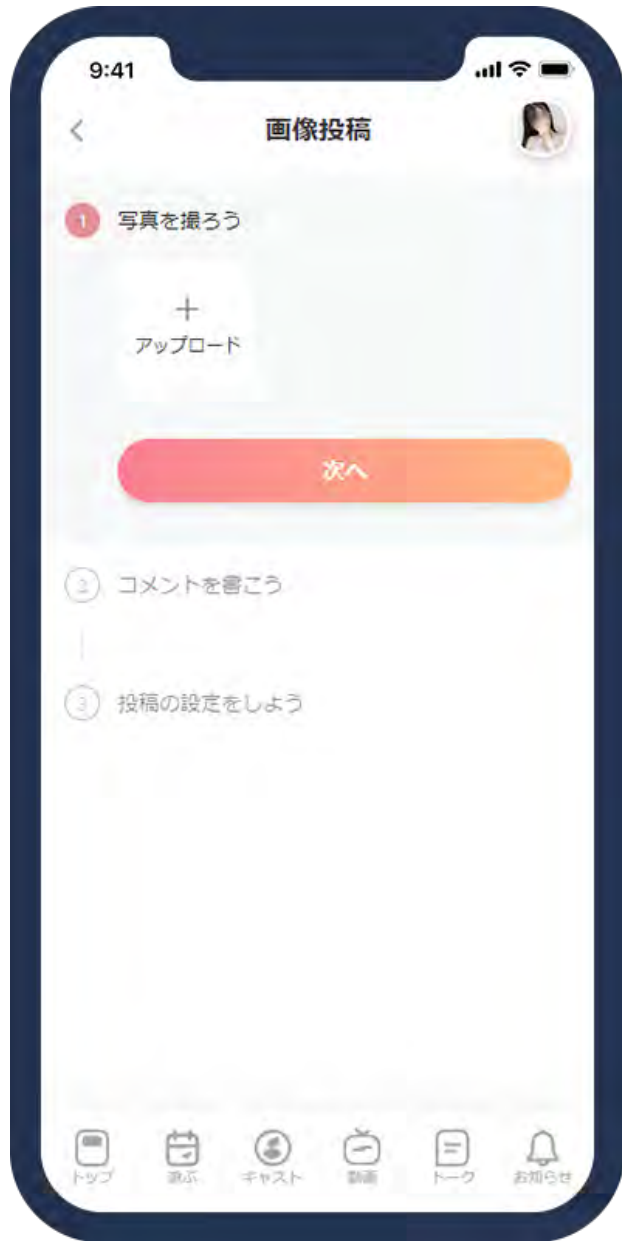 9:41
画像投稿
1 写真を撮ろう
+
アップロード
次へ
2 コメントを書こう
3 投稿の設定をしよう
トップ 遊ぶ キャスト 動画 トーク お知らせ